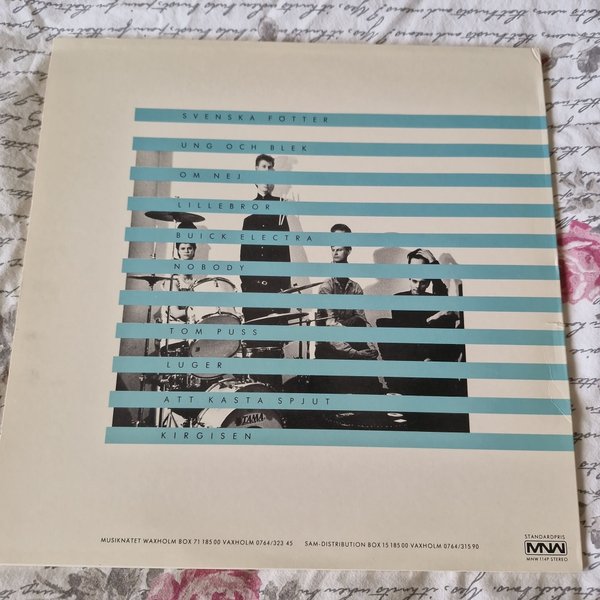 SVENSKA FÖTTER
UNG OCH BLEK
OM NEJ
LILLEBROR
BUICK ELECTRA
NOBODY
TOM PUSS
LUGER
ATT KASTA SPJUT
TAMA
KIRGISEN
MUSIKNÄTET WAXHOLM BOX 71 185 00 VAXHOLM 0764/323 45 SAM-DISTRIBUTION BOX 15 185 00 VAXHOLM 0764/315 90
STANDARDPRIS
MNW
MNW 114P STEREO